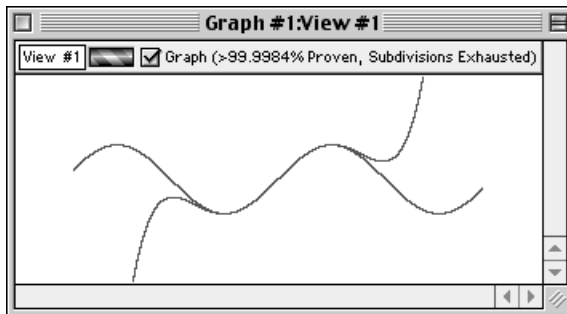 Graph #1:View #1
View #1 Graph (>99.9984% Proven, Subdivisions Exhausted)